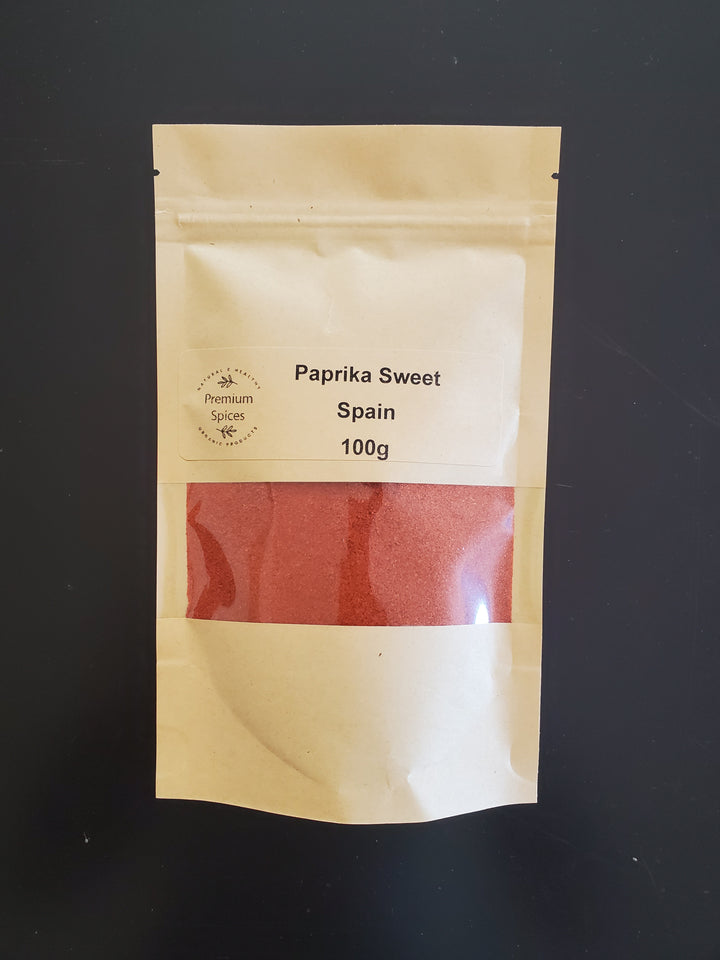 NATURAL & HEALTHY
Premium
Spices
ORGANIC PRODUCTS
Paprika Sweet
Spain
100g